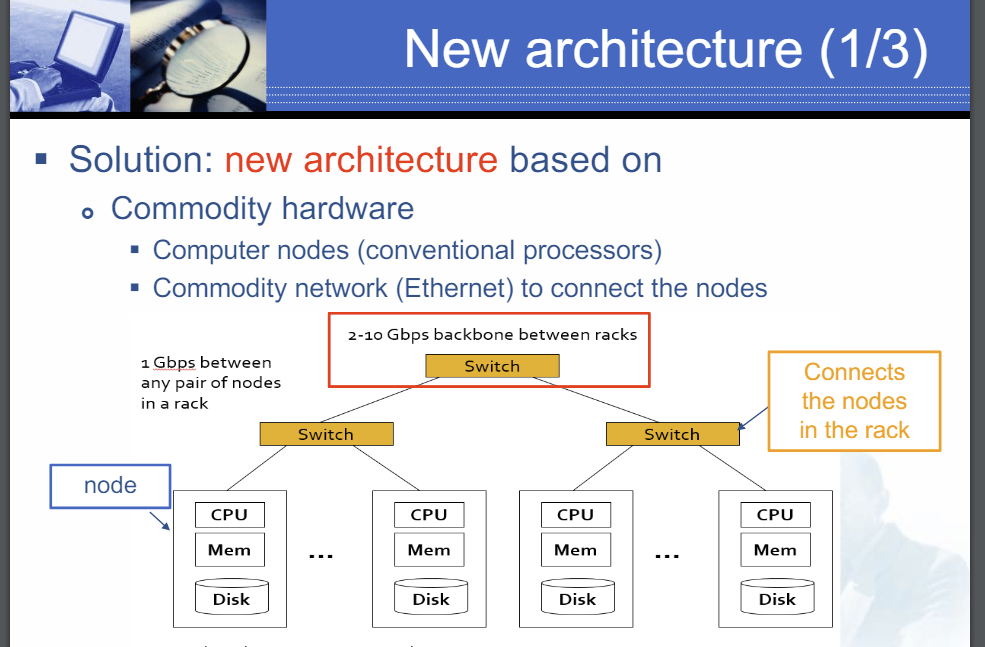 New architecture (1/3)
Solution: new architecture based on
Commodity hardware
Computer nodes (conventional processors)
Commodity network (Ethernet) to connect the nodes
2-10 Gbps backbone between racks
Switch
1 Gbps between
any pair of nodes
in a rack
Connects
the nodes
in the rack
Switch
Switch
node
CPU
Mem
Disk
...
CPU
Mem
Disk
CPU
Mem
Disk
...
CPU
Mem
Disk